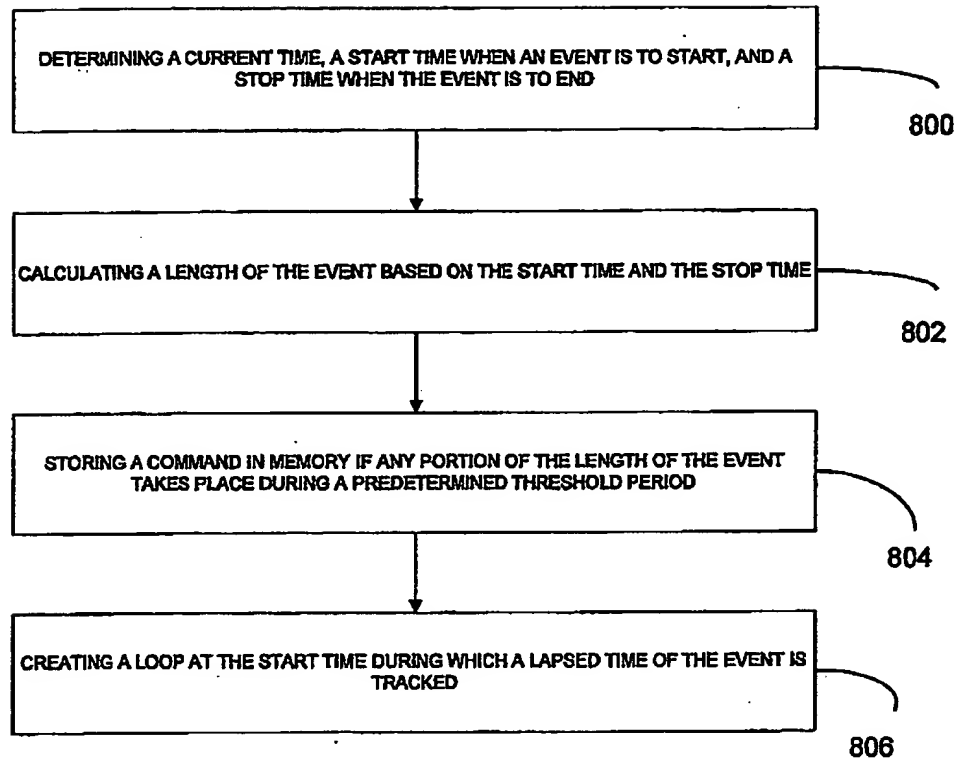 DETERMINING A CURRENT TIME, A START TIME WHEN AN EVENT IS TO START, AND A
STOP TIME WHEN THE EVENT IS TO END
800
CALCULATING A LENGTH OF THE EVENT BASED ON THE START TIME AND THE STOP TIME
802
STORING A COMMAND IN MEMORY IF ANY PORTION OF THE LENGTH OF THE EVENT
TAKES PLACE DURING A PREDETERMINED THRESHOLD PERIOD
804
CREATING A LOOP AT THE START TIME DURING WHICH A LAPSED TIME OF THE EVENT IS
TRACKED
806